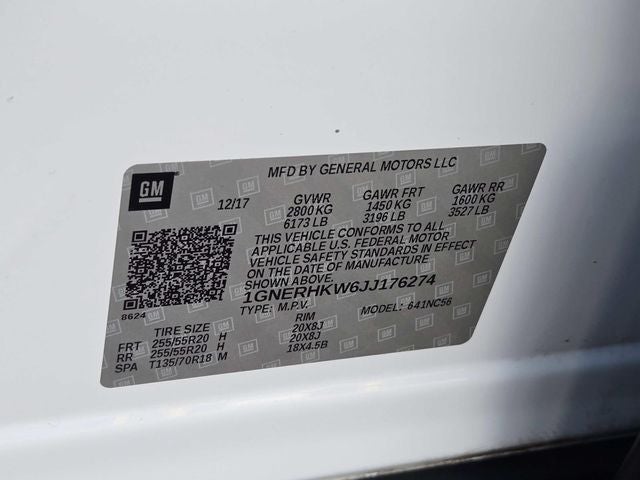 GM
MFD BY GENERAL MOTORS LLC
12/17 GVWR GAWR FRT GAWR RR
2800 KG 1450 KG 1600 KG
6173 LB 3196 LB 3527 LB
THIS VEHICLE CONFORMS TO ALL
APPLICABLE U.S. FEDERAL MOTOR
VEHICLE SAFETY STANDARDS IN EFFECT
ON THE DATE OF MANUFACTURE
SHOWN ABOVE.
1GNERHKW6JJ176274
TYPE: M.P.V. MODEL: 641NC56
8624
TIRE SIZE RIM
FRT 255/55R20 H 20X8J
RR 255/55R20 H 20X8J
SPA T135/70R18 M 18X4.5B